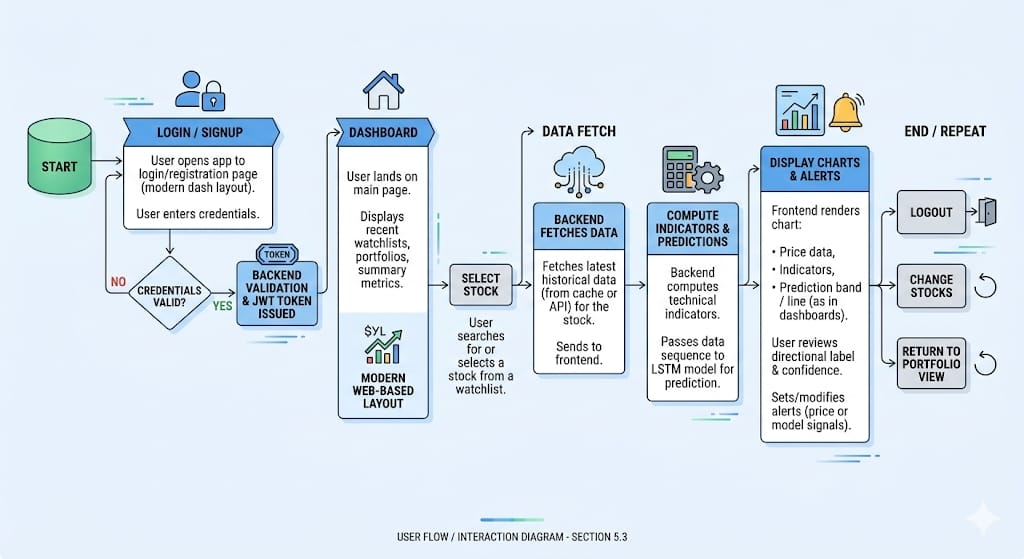 START
LOGIN / SIGNUP
User opens app to
login/registration page
(modern dash layout).
User enters credentials.
NO
CREDENTIALS
VALID?
YES
TOKEN
BACKEND
VALIDATION
& JWT TOKEN
ISSUED
DASHBOARD
User lands on
main page.
Displays
recent
watchlists,
portfolios,
summary
metrics.
$YL
MODERN
WEB-BASED
LAYOUT
SELECT
STOCK
User
searches
for or
selects a
stock from a
watchlist.
DATA FETCH
BACKEND
FETCHES DATA
Fetches latest
historical data
(from cache or
API) for the
stock.
Sends to
frontend.
COMPUTE
INDICATORS &
PREDICTIONS
Backend
computes
technical
indicators.
Passes data
sequence to
LSTM model for
prediction.
DISPLAY CHARTS
& ALERTS
Frontend renders
chart:
• Price data,
• Indicators,
• Prediction band
/ line (as in
dashboards).
User reviews
directional label
& confidence.
Sets/modifies
alerts (price or
model signals).
END / REPEAT
LOGOUT
CHANGE
STOCKS
RETURN TO
PORTFOLIO
VIEW
USER FLOW / INTERACTION DIAGRAM - SECTION 5.3